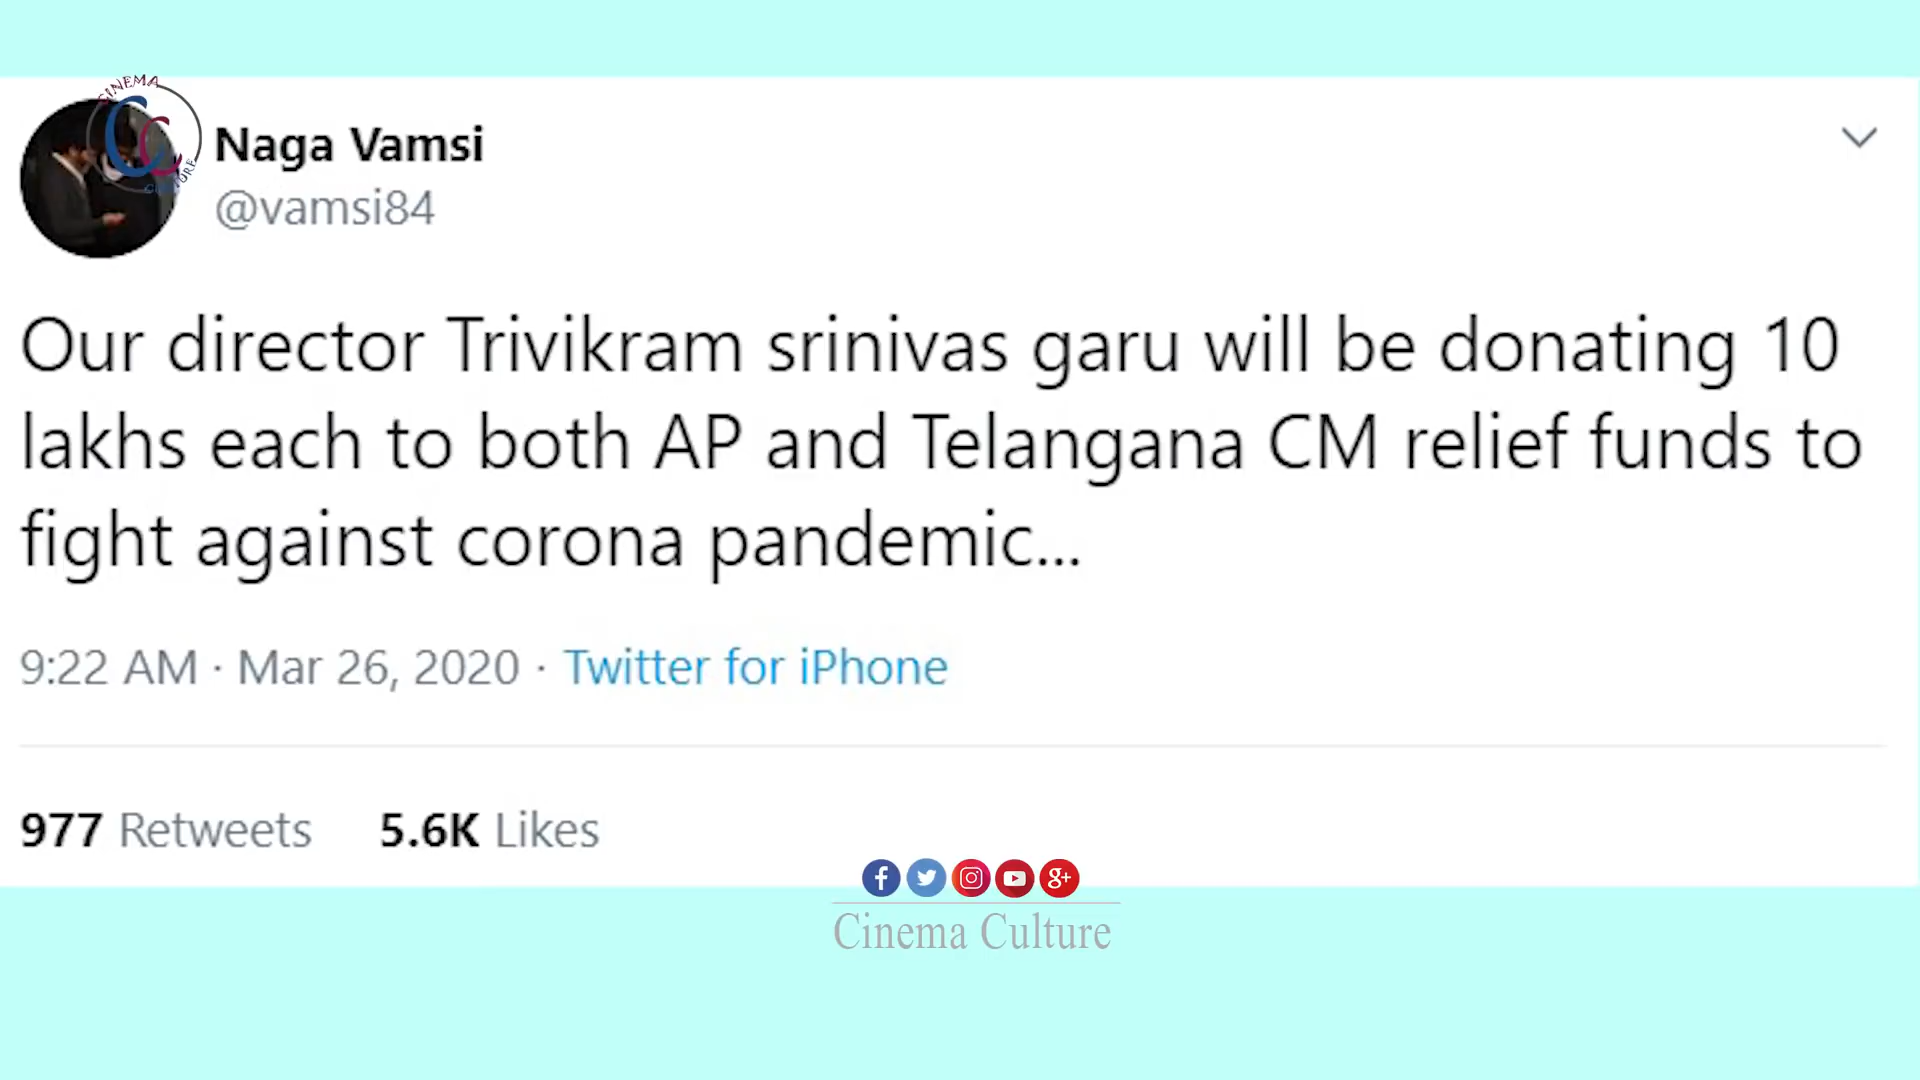 CINEMA
CULTURE
Naga Vamsi
@vamsi84
Our director Trivikram srinivas garu will be donating 10
lakhs each to both AP and Telangana CM relief funds to
fight against corona pandemic...
9:22 AM · Mar 26, 2020 · Twitter for iPhone
977 Retweets 5.6K Likes
Cinema Culture